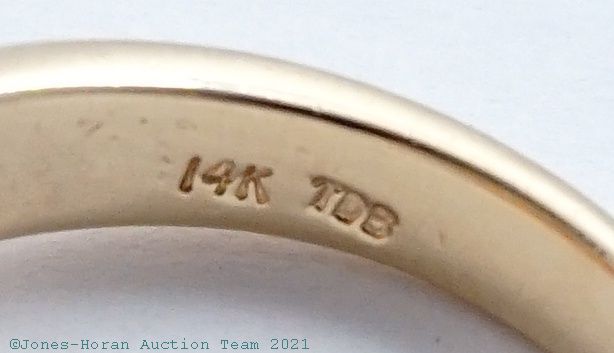 14K TDB
©Jones-Horan Auction Team 2021